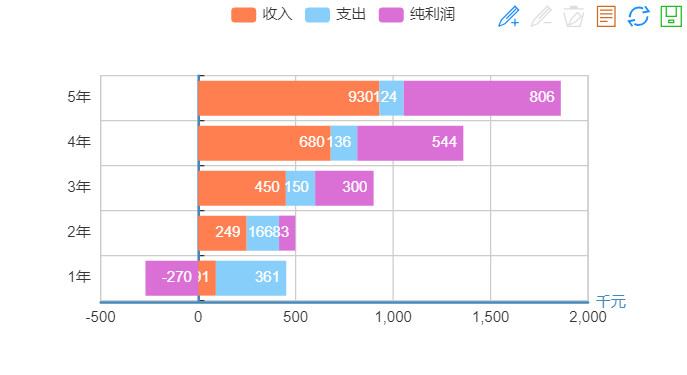 收入 支出 纯利润
5年 930 124 806
4年 680 136 544
3年 450 150 300
2年 249 166 83
1年 -270 91 361
千元
-500 0 500 1,000 1,500 2,000